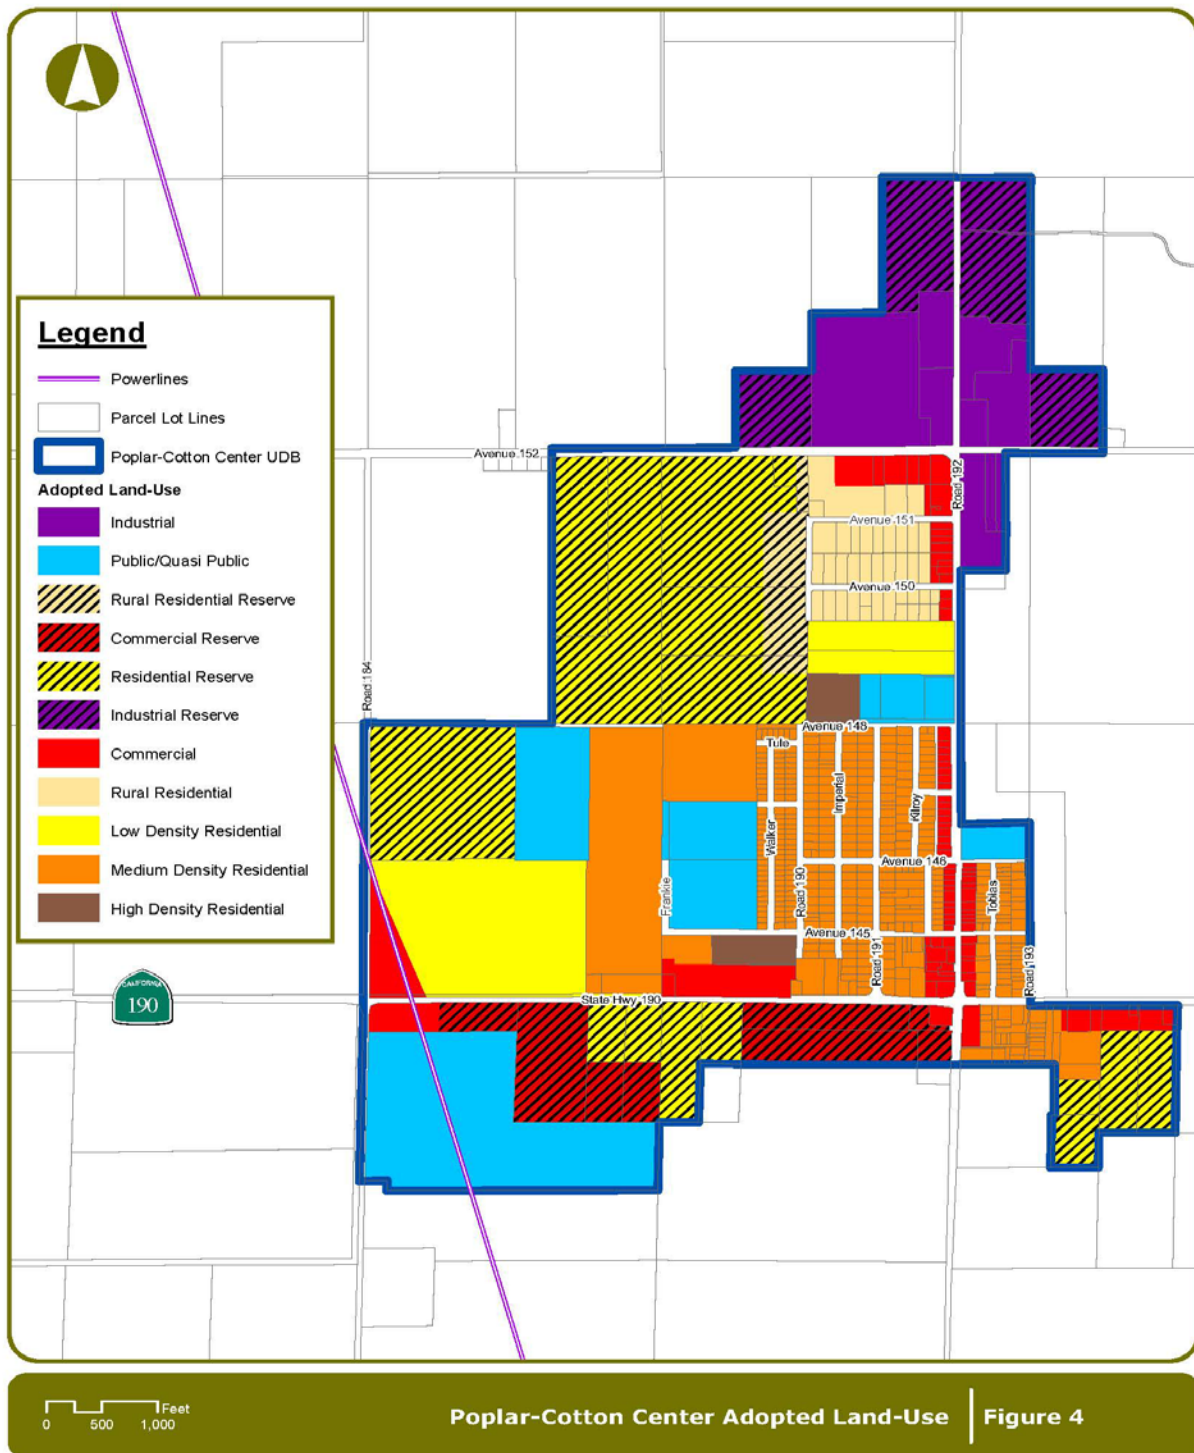 Legend
Powerlines
Parcel Lot Lines
Poplar-Cotton Center UDB
Adopted Land-Use
Industrial
Public/Quasi Public
Rural Residential Reserve
Commercial Reserve
Residential Reserve
Industrial Reserve
Commercial
Rural Residential
Low Density Residential
Medium Density Residential
High Density Residential
Avenue 152
Road 192
Avenue 151
Avenue 150
Road 184
Avenue 148
Tule
Imperial
Kilroy
Walker
Avenue 146
Road 190
Frankie
Tobias
Avenue 145
Road 191
Road 193
State Hwy 190
CALIFORNIA
190
Feet
0 500 1,000
Poplar-Cotton Center Adopted Land-Use
Figure 4